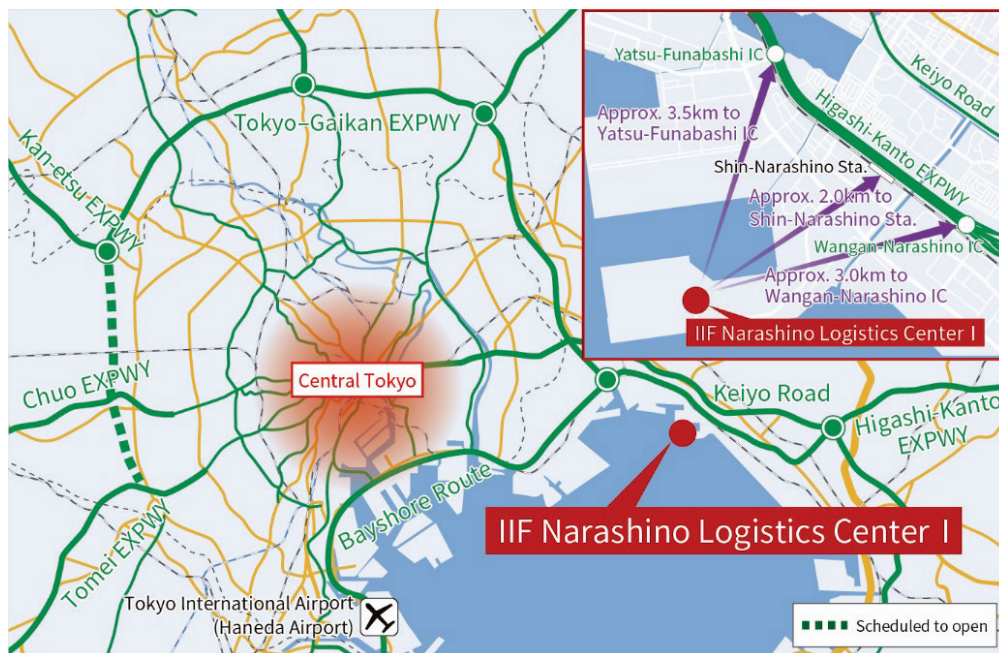 Tokyo–Gaikan EXPWY
Kan-etsu EXPWY
Central Tokyo
Chuo EXPWY
Tomei EXPWY
Bayshore Route
Tokyo International Airport
(Haneda Airport)
Keiyo Road
Higashi-Kanto
EXPWY
IIF Narashino Logistics Center I
Scheduled to open
Yatsu-Funabashi IC
Keiyo Road
Higashi-Kanto EXPWY
Approx. 3.5km to
Yatsu-Funabashi IC
Shin-Narashino Sta.
Approx. 2.0km to
Shin-Narashino Sta.
Wangan-Narashino IC
Approx. 3.0km to
Wangan-Narashino IC
IIF Narashino Logistics Center I